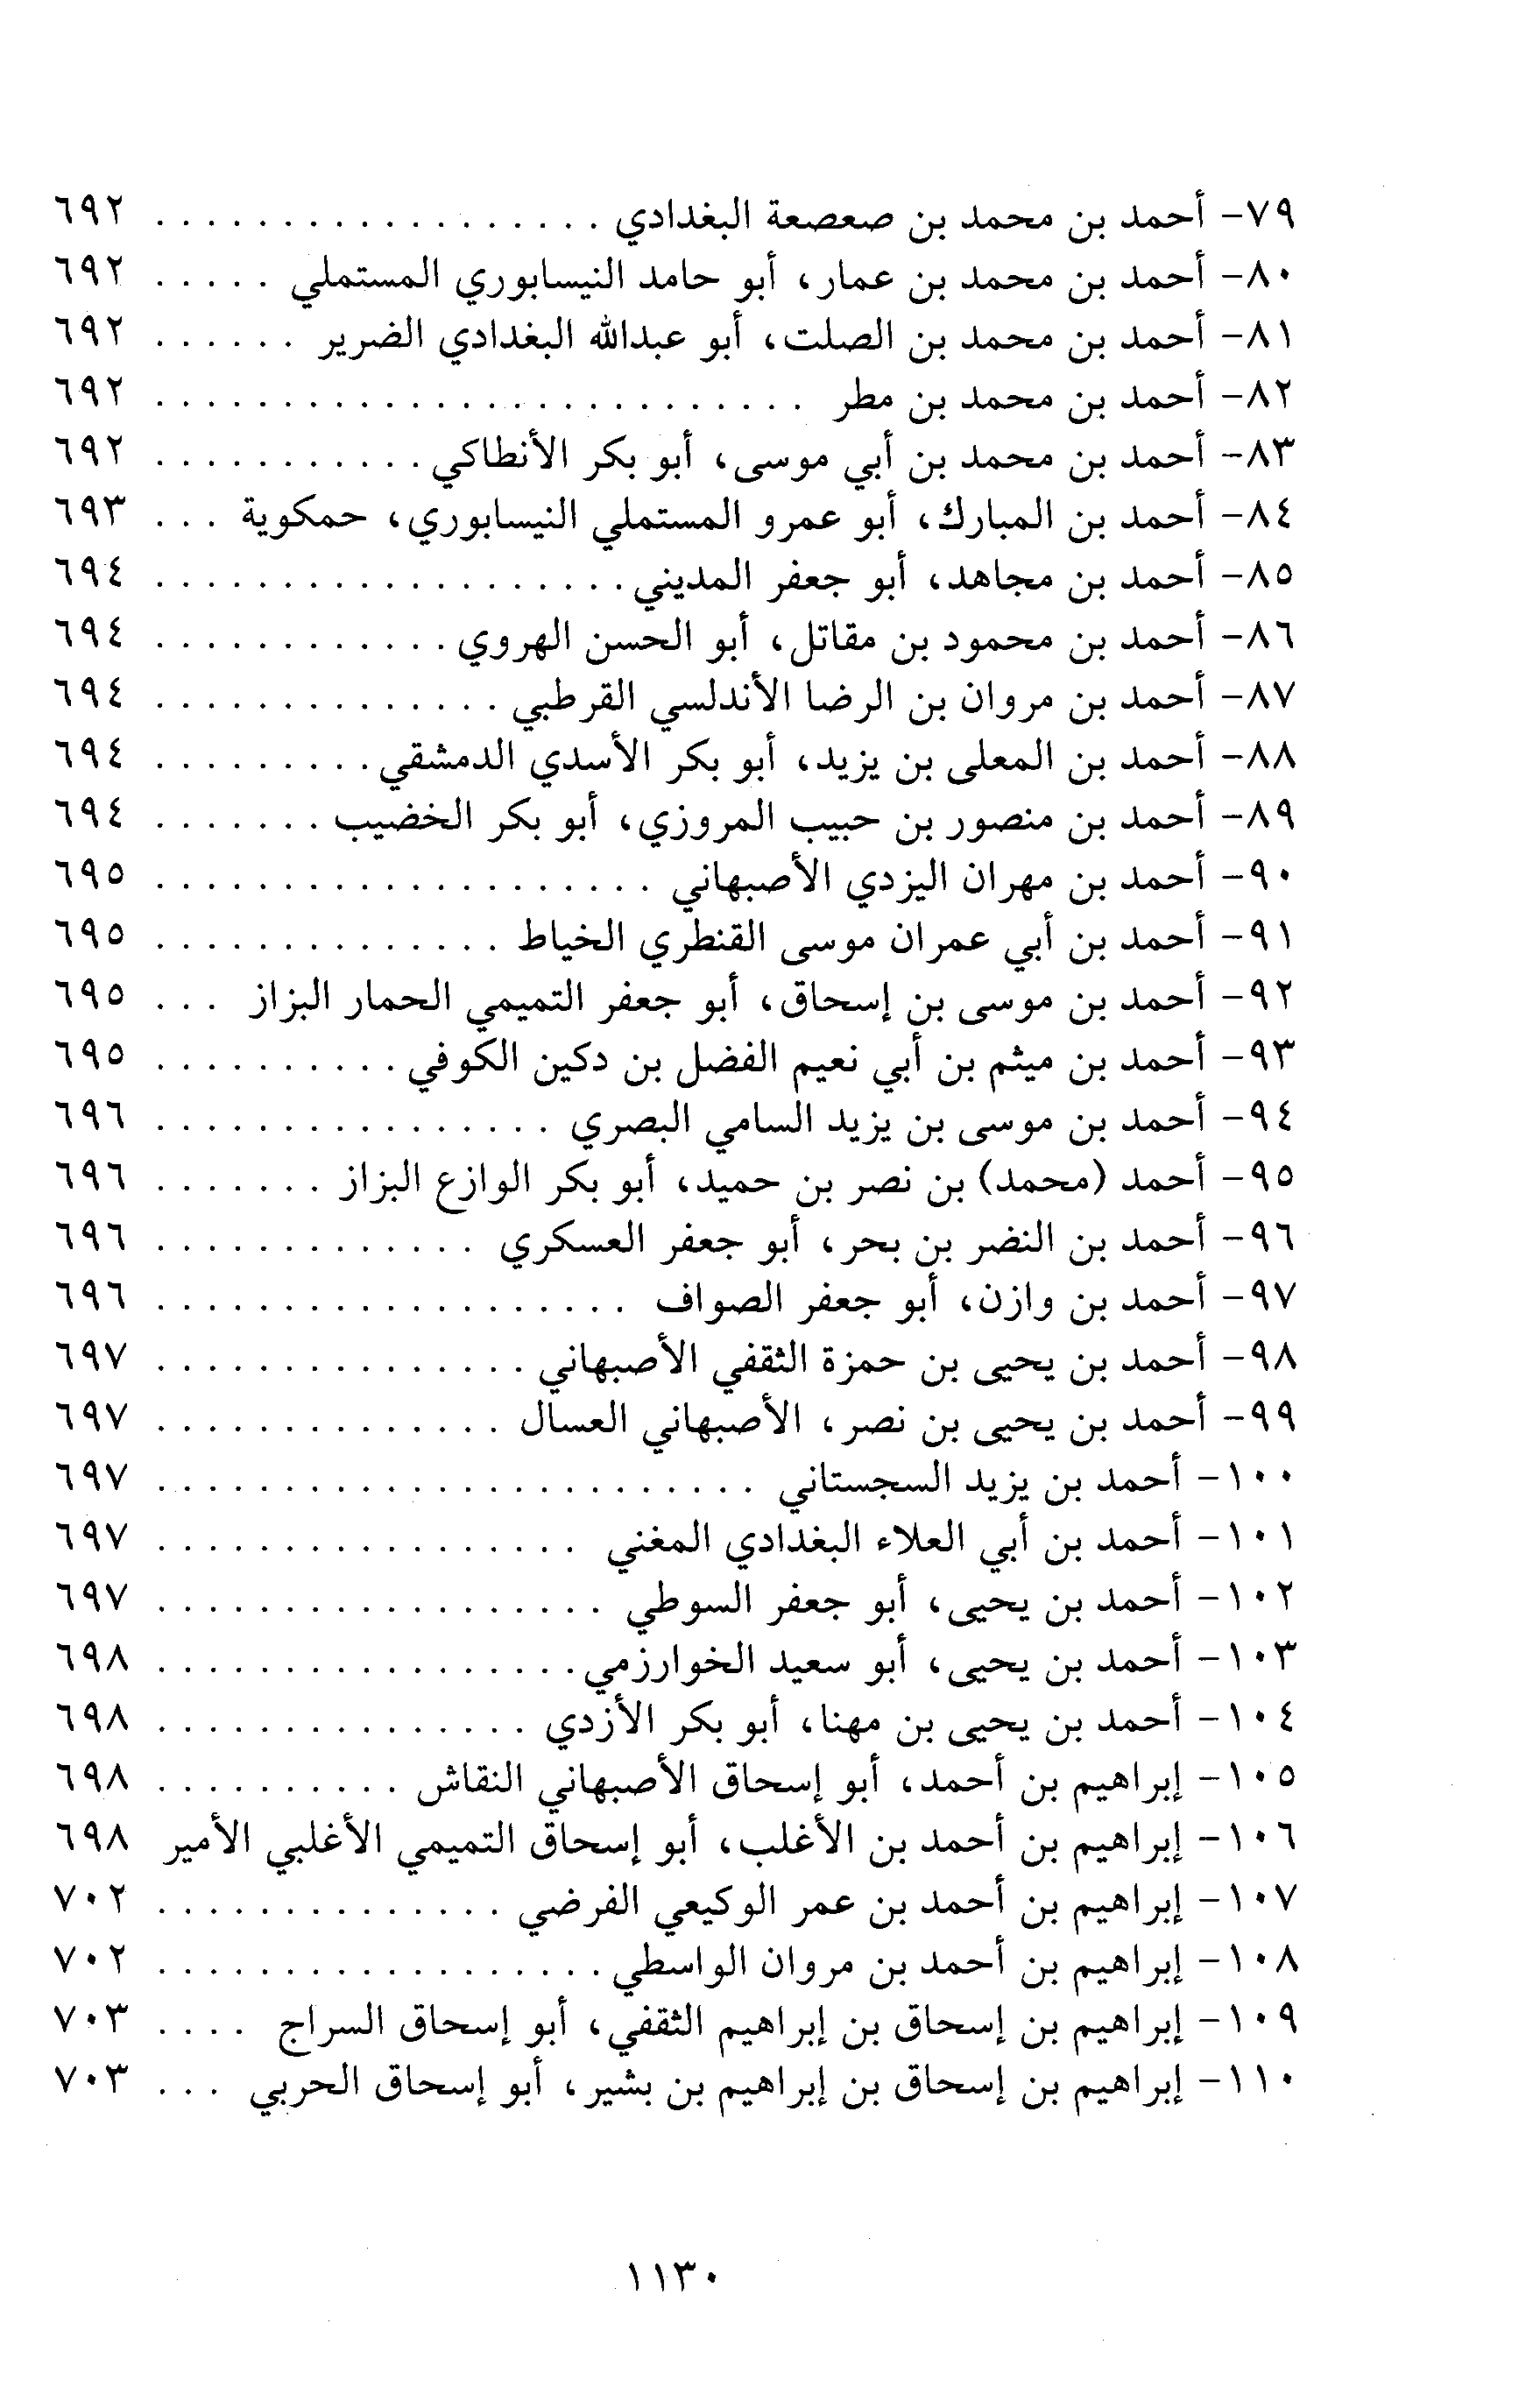 ٧٩- أحمد بن محمد بن صعصعة البغدادي . . . . . . . . . . . . . . . . . . ٦٩٢
٨٠- أحمد بن محمد بن عمار، أبو حامد النيسابوري المستملي . . . . . ٦٩٢
٨١- أحمد بن محمد بن الصلت، أبو عبدالله البغدادي الضرير . . . . . . ٦٩٢
٨٢- أحمد بن محمد بن مطر . . . . . . . . . . . . . . . . . . . . . . . . . . ٦٩٢
٨٣- أحمد بن محمد بن أبي موسى، أبو بكر الأنطاكي . . . . . . . . . . . ٦٩٢
٨٤- أحمد بن المبارك، أبو عمرو المستملي النيسابوري، حمكوية . . . ٦٩٣
٨٥- أحمد بن مجاهد، أبو جعفر المديني . . . . . . . . . . . . . . . . . . . ٦٩٤
٨٦- أحمد بن محمود بن مقاتل، أبو الحسن الهروي . . . . . . . . . . . . ٦٩٤
٨٧- أحمد بن مروان بن الرضا الأندلسي القرطبي . . . . . . . . . . . . . . ٦٩٤
٨٨- أحمد بن المعلى بن يزيد، أبو بكر الأسدي الدمشقي . . . . . . . . . ٦٩٤
٨٩- أحمد بن منصور بن حبيب المروزي، أبو بكر الخضيب . . . . . . . ٦٩٤
٩٠- أحمد بن مهران اليزدي الأصبهاني . . . . . . . . . . . . . . . . . . . . ٦٩٥
٩١- أحمد بن أبي عمران موسى القنطري الخياط . . . . . . . . . . . . . . ٦٩٥
٩٢- أحمد بن موسى بن إسحاق، أبو جعفر التميمي الحمار البزاز . . . ٦٩٥
٩٣- أحمد بن ميثم بن أبي نعيم الفضل بن دكين الكوفي . . . . . . . . . . ٦٩٥
٩٤- أحمد بن موسى بن يزيد السامي البصري . . . . . . . . . . . . . . . . ٦٩٦
٩٥- أحمد (محمد) بن نصر بن حميد، أبو بكر الوازع البزاز . . . . . . . ٦٩٦
٩٦- أحمد بن النضر بن بحر، أبو جعفر العسكري . . . . . . . . . . . . . ٦٩٦
٩٧- أحمد بن وازن، أبو جعفر الصواف . . . . . . . . . . . . . . . . . . . ٦٩٦
٩٨- أحمد بن يحيى بن حمزة الثقفي الأصبهاني . . . . . . . . . . . . . . . ٦٩٧
٩٩- أحمد بن يحيى بن نصر، الأصبهاني العسال . . . . . . . . . . . . . . ٦٩٧
١٠٠- أحمد بن يزيد السجستاني . . . . . . . . . . . . . . . . . . . . . . . . ٦٩٧
١٠١- أحمد بن أبي العلاء البغدادي المغني . . . . . . . . . . . . . . . . . ٦٩٧
١٠٢- أحمد بن يحيى، أبو جعفر السوطي . . . . . . . . . . . . . . . . . . ٦٩٧
١٠٣- أحمد بن يحيى، أبو سعيد الخوارزمي . . . . . . . . . . . . . . . . . ٦٩٨
١٠٤- أحمد بن يحيى بن مهنا، أبو بكر الأزدي . . . . . . . . . . . . . . . ٦٩٨
١٠٥- إبراهيم بن أحمد، أبو إسحاق الأصبهاني النقاش . . . . . . . . . . ٦٩٨
١٠٦- إبراهيم بن أحمد بن الأغلب، أبو إسحاق التميمي الأغلبي الأمير ٦٩٨
١٠٧- إبراهيم بن أحمد بن عمر الوكيعي الفرضي . . . . . . . . . . . . . . ٧٠٢
١٠٨- إبراهيم بن أحمد بن مروان الواسطي . . . . . . . . . . . . . . . . . . ٧٠٢
١٠٩- إبراهيم بن إسحاق بن إبراهيم الثقفي، أبو إسحاق السراج . . . . ٧٠٣
١١٠- إبراهيم بن إسحاق بن إبراهيم بن بشير، أبو إسحاق الحربي . . . ٧٠٣
١١٣٠